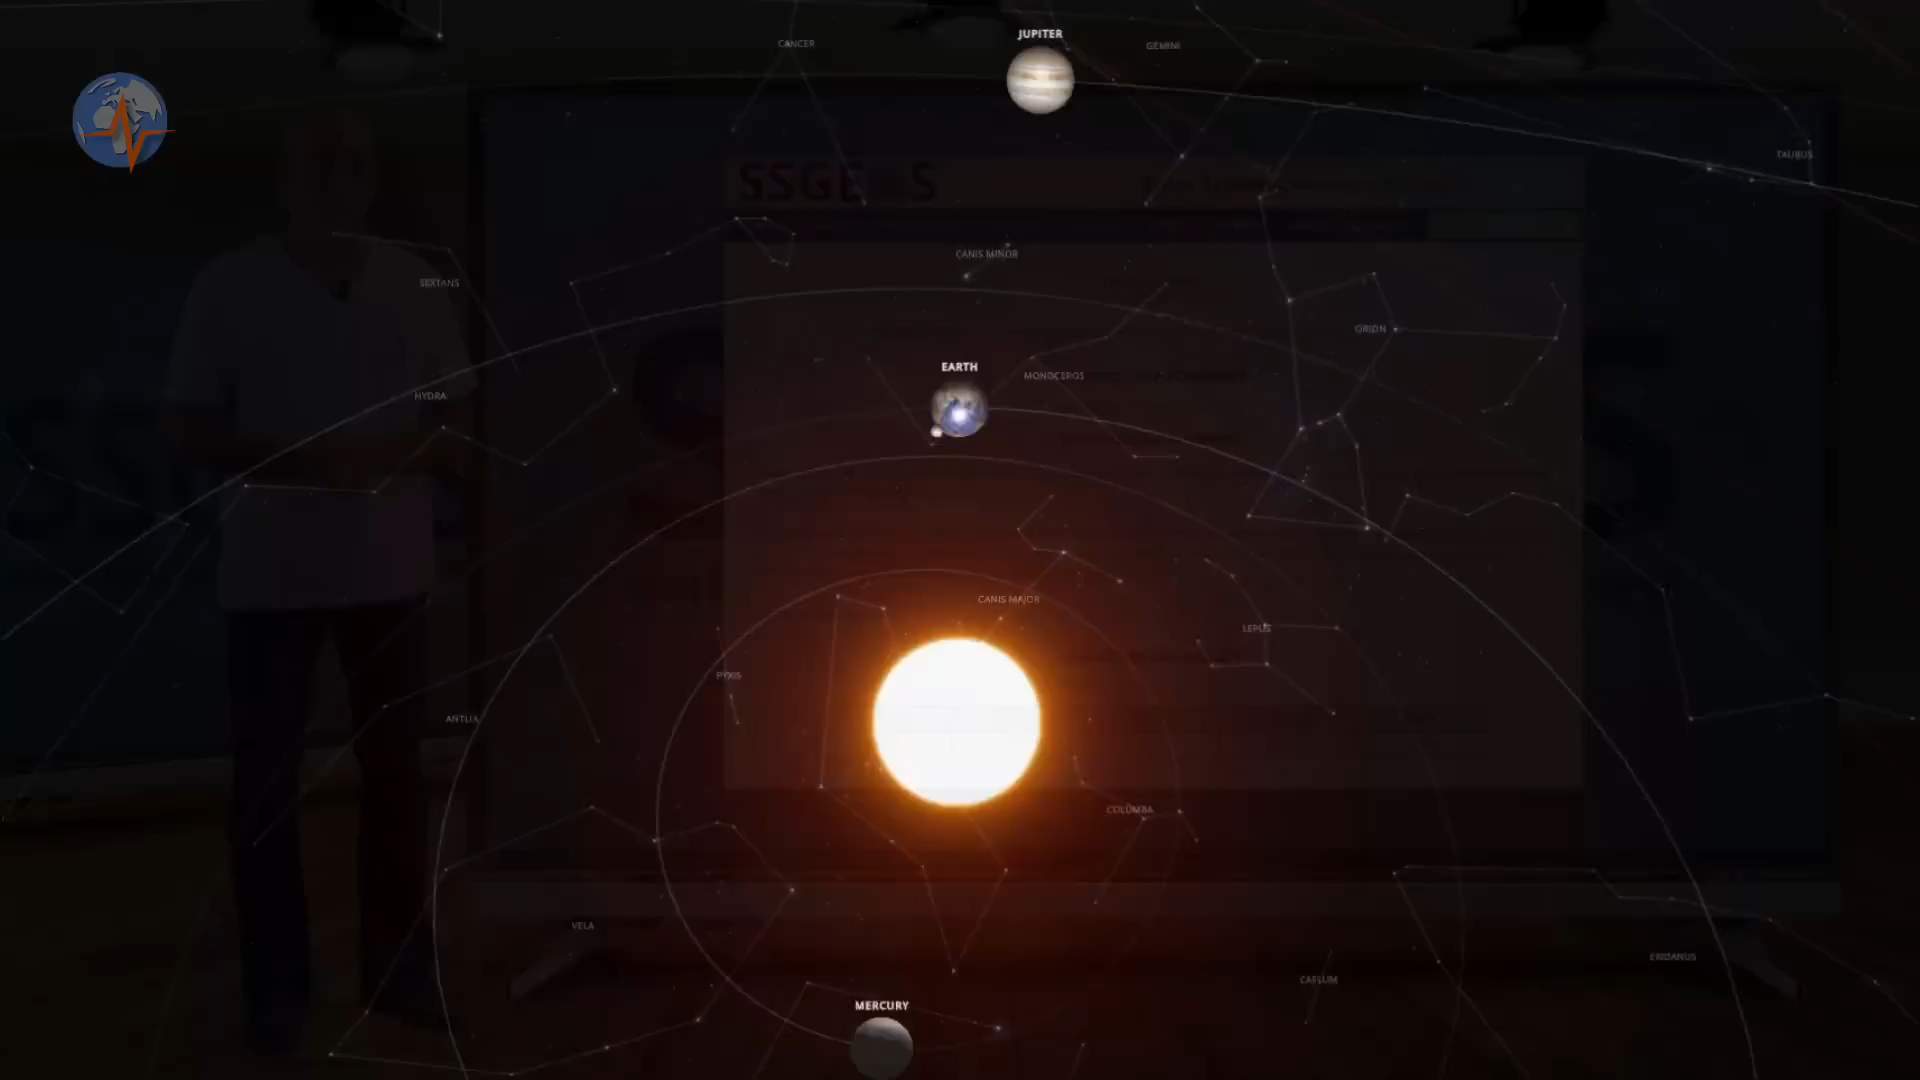 JUPITER
CANCER
GEMINI
TAURUS
SSGE S
CANIS MINOR
SEXTANS
ORION
EARTH
MONOCEROS
HYDRA
CANIS MAJOR
LEPUS
PYXIS
ANTLIA
COLUMBA
VELA
ERIDANUS
CAELUM
MERCURY